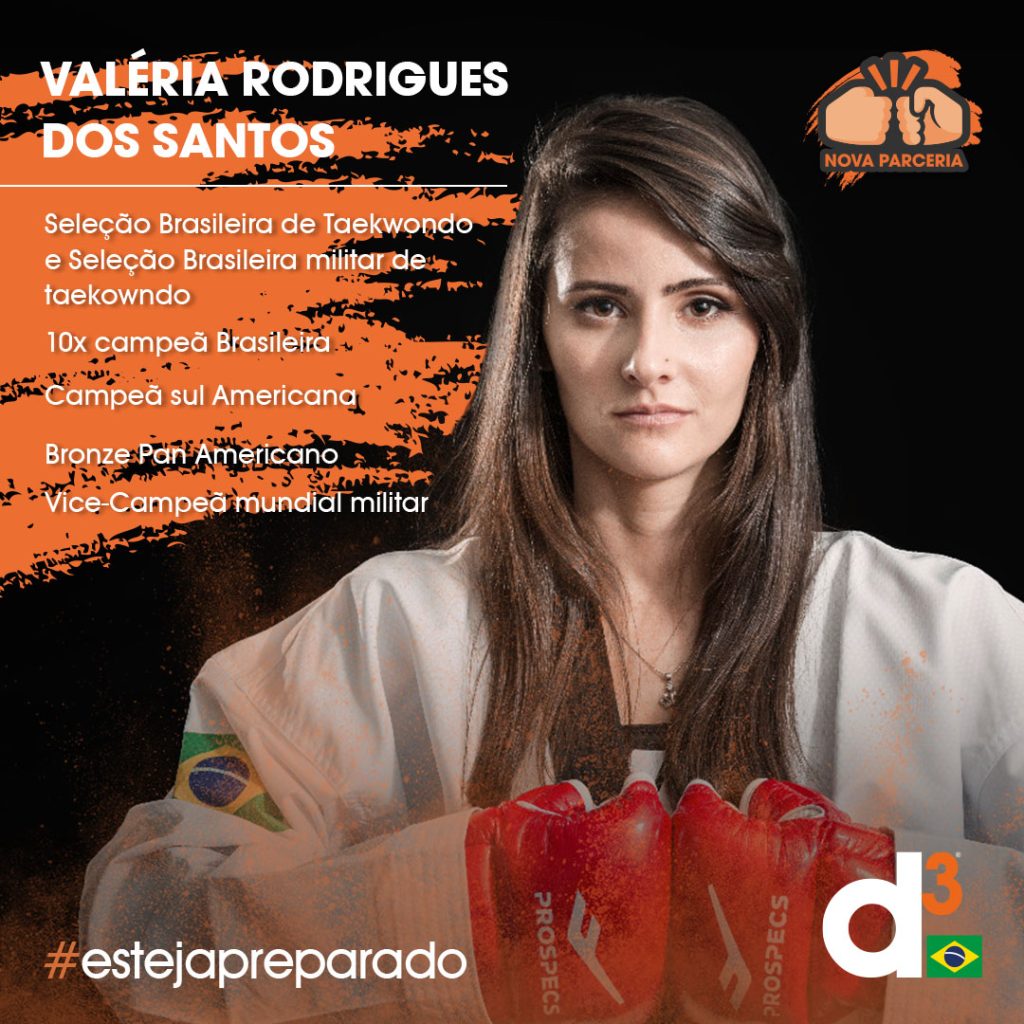 VALÉRIA RODRIGUES
DOS SANTOS
NOVA PARCERIA
Seleção Brasileira de Taekwondo
e Seleção Brasileira militar de
taekowndo
10x campeã Brasileira
Campeã sul Americana
Bronze Pan Americano
Vice-Campeã mundial militar
PROSPECS
PROSPECS
d3
#estejapreparado